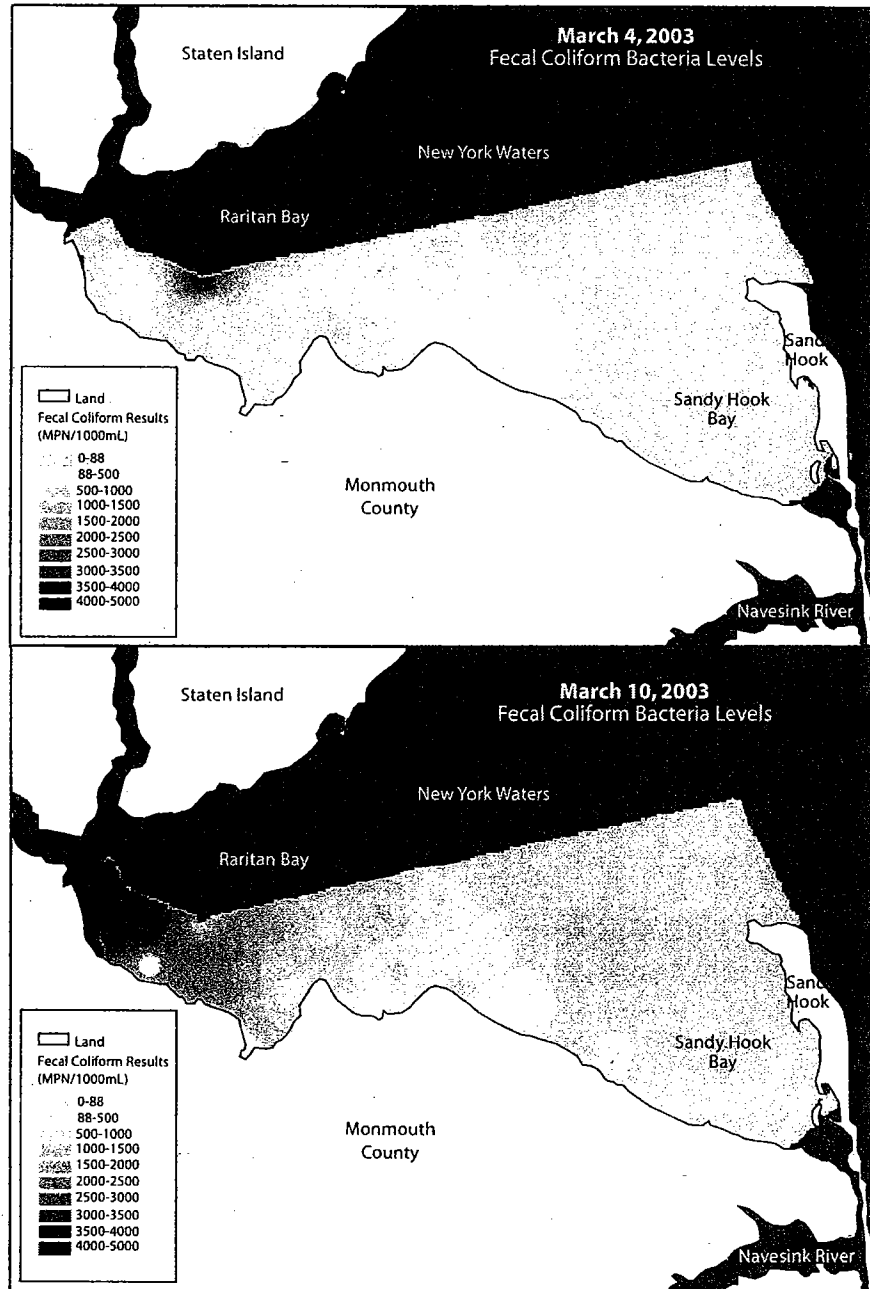 March 4, 2003
Fecal Coliform Bacteria Levels
Staten Island
New York Waters
Raritan Bay
Sandy
Hook
Sandy Hook
Bay
Land
Fecal Coliform Results
(MPN/1000mL)
0-88
88-500
500-1000
1000-1500
1500-2000
2000-2500
2500-3000
3000-3500
3500-4000
4000-5000
Monmouth
County
Navesink River
March 10, 2003
Fecal Coliform Bacteria Levels
Staten Island
New York Waters
Raritan Bay
Sandy
Hook
Sandy Hook
Bay
Land
Fecal Coliform Results
(MPN/1000mL)
0-88
88-500
500-1000
1000-1500
1500-2000
2000-2500
2500-3000
3000-3500
3500-4000
4000-5000
Monmouth
County
Navesink River